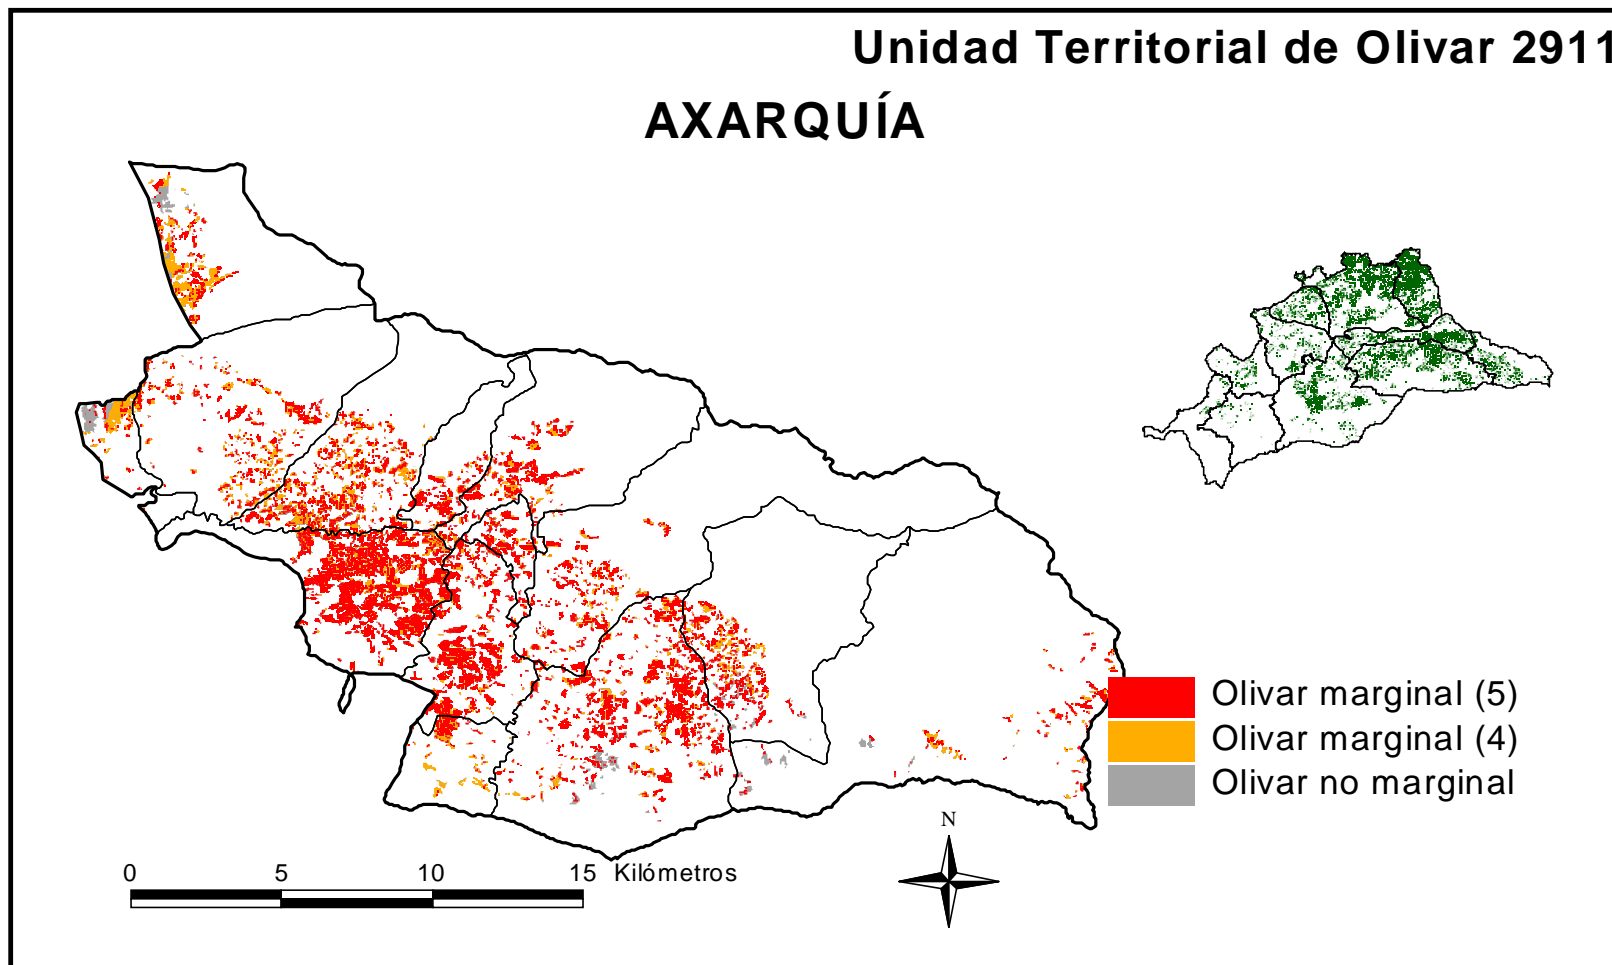 Unidad Territorial de Olivar 2911
AXARQUÍA
Olivar marginal (5)
Olivar marginal (4)
Olivar no marginal
N
0 5 10 15 Kilómetros